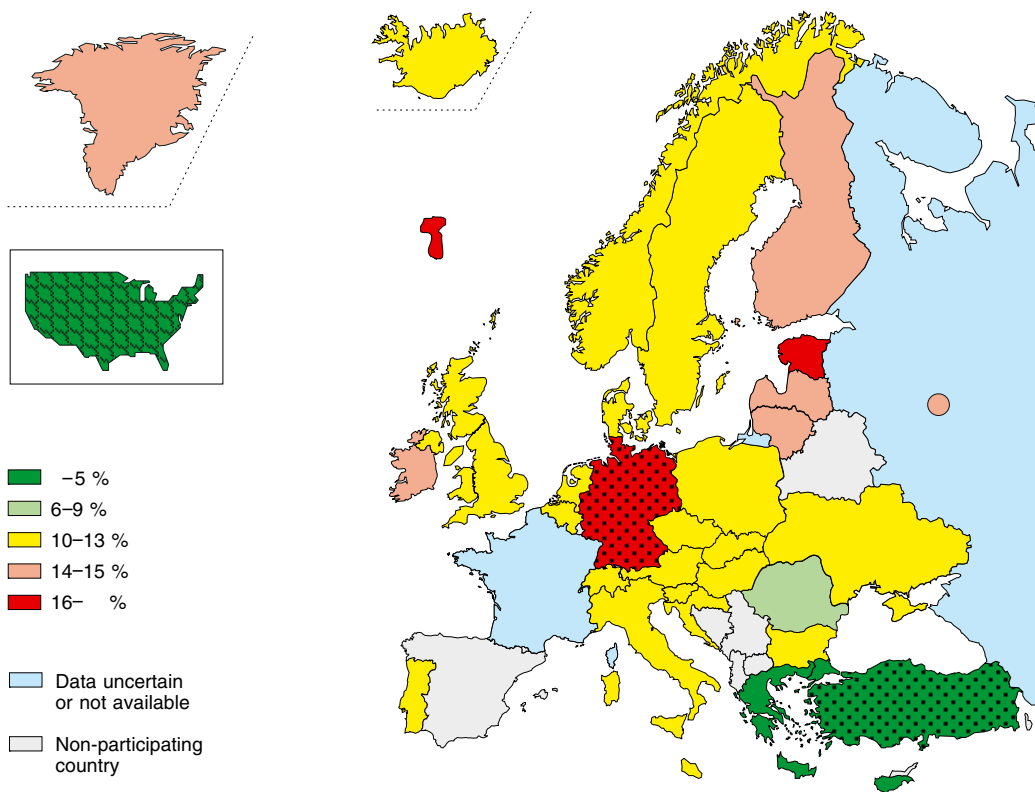 −5 %
6–9 %
10–13 %
14–15 %
16– %
Data uncertain
or not available
Non-participating
country